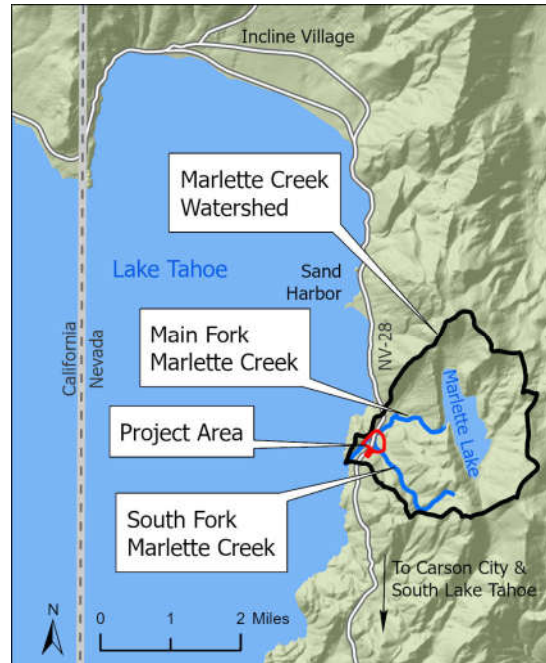 Incline Village
Marlette Creek
Watershed
Lake Tahoe
Sand
Harbor
NV-28
California
Nevada
Main Fork
Marlette Creek
Marlette Lake
Project Area
South Fork
Marlette Creek
To Carson City &
South Lake Tahoe
N
0 1 2 Miles